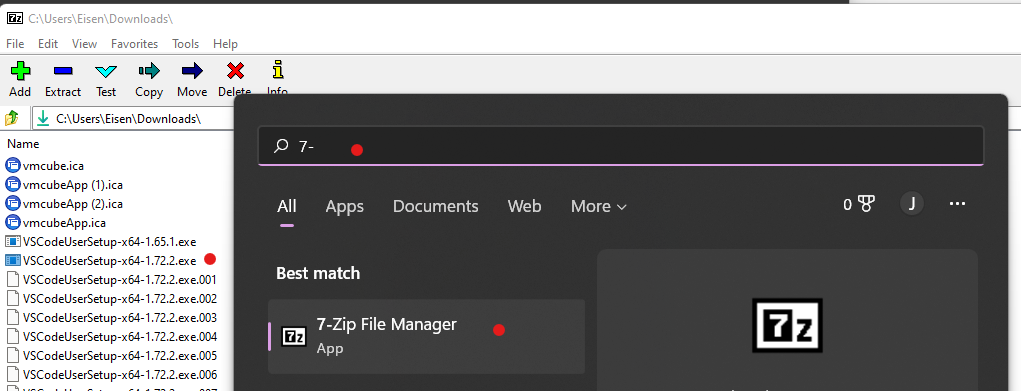 7z C:\Users\Eisen\Downloads\
File Edit View Favorites Tools Help
Add Extract Test Copy Move Delete Info
C:\Users\Eisen\Downloads\
Name
vmcube.ica
vmcubeApp (1).ica
vmcubeApp (2).ica
vmcubeApp.ica
VSCodeUserSetup-x64-1.65.1.exe
VSCodeUserSetup-x64-1.72.2.exe
VSCodeUserSetup-x64-1.72.2.exe.001
VSCodeUserSetup-x64-1.72.2.exe.002
VSCodeUserSetup-x64-1.72.2.exe.003
VSCodeUserSetup-x64-1.72.2.exe.004
VSCodeUserSetup-x64-1.72.2.exe.005
VSCodeUserSetup-x64-1.72.2.exe.006
7-
All Apps Documents Web More 0 J ...
Best match
7z 7-Zip File Manager
App
7z